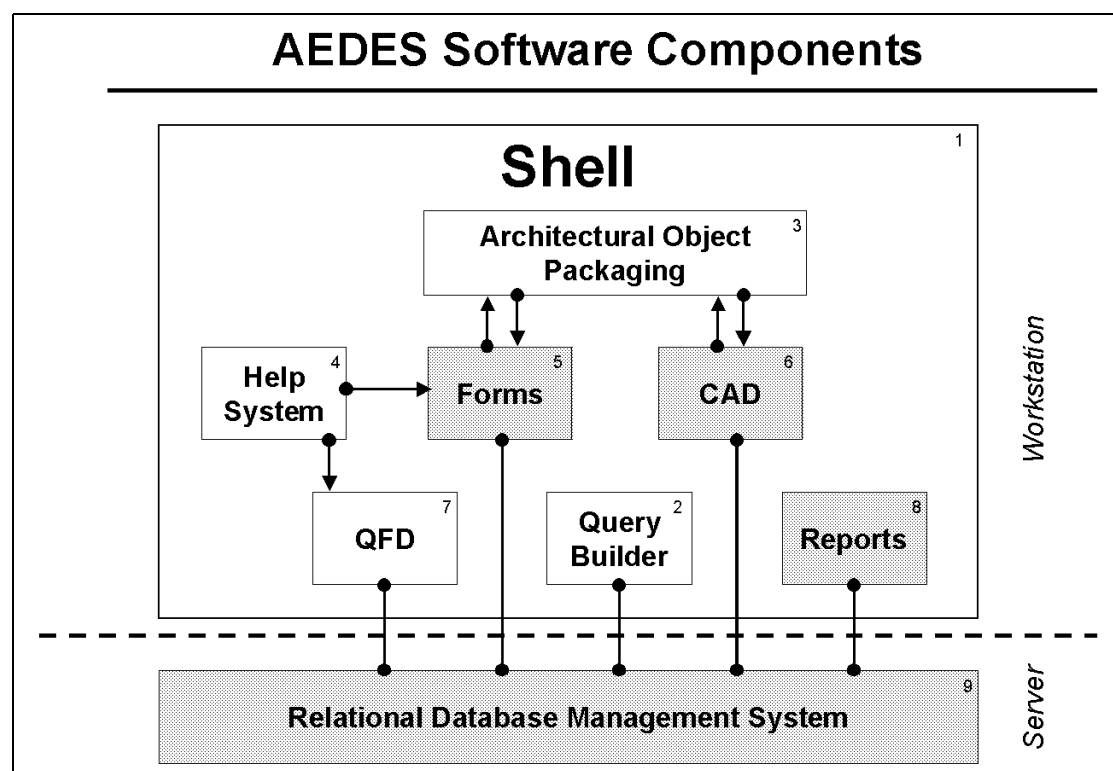 AEDES Software Components
1
Shell
3
Architectural Object
Packaging
4
Help
System
5
Forms
6
CAD
7
QFD
2
Query
Builder
8
Reports
Workstation
9
Relational Database Management System
Server